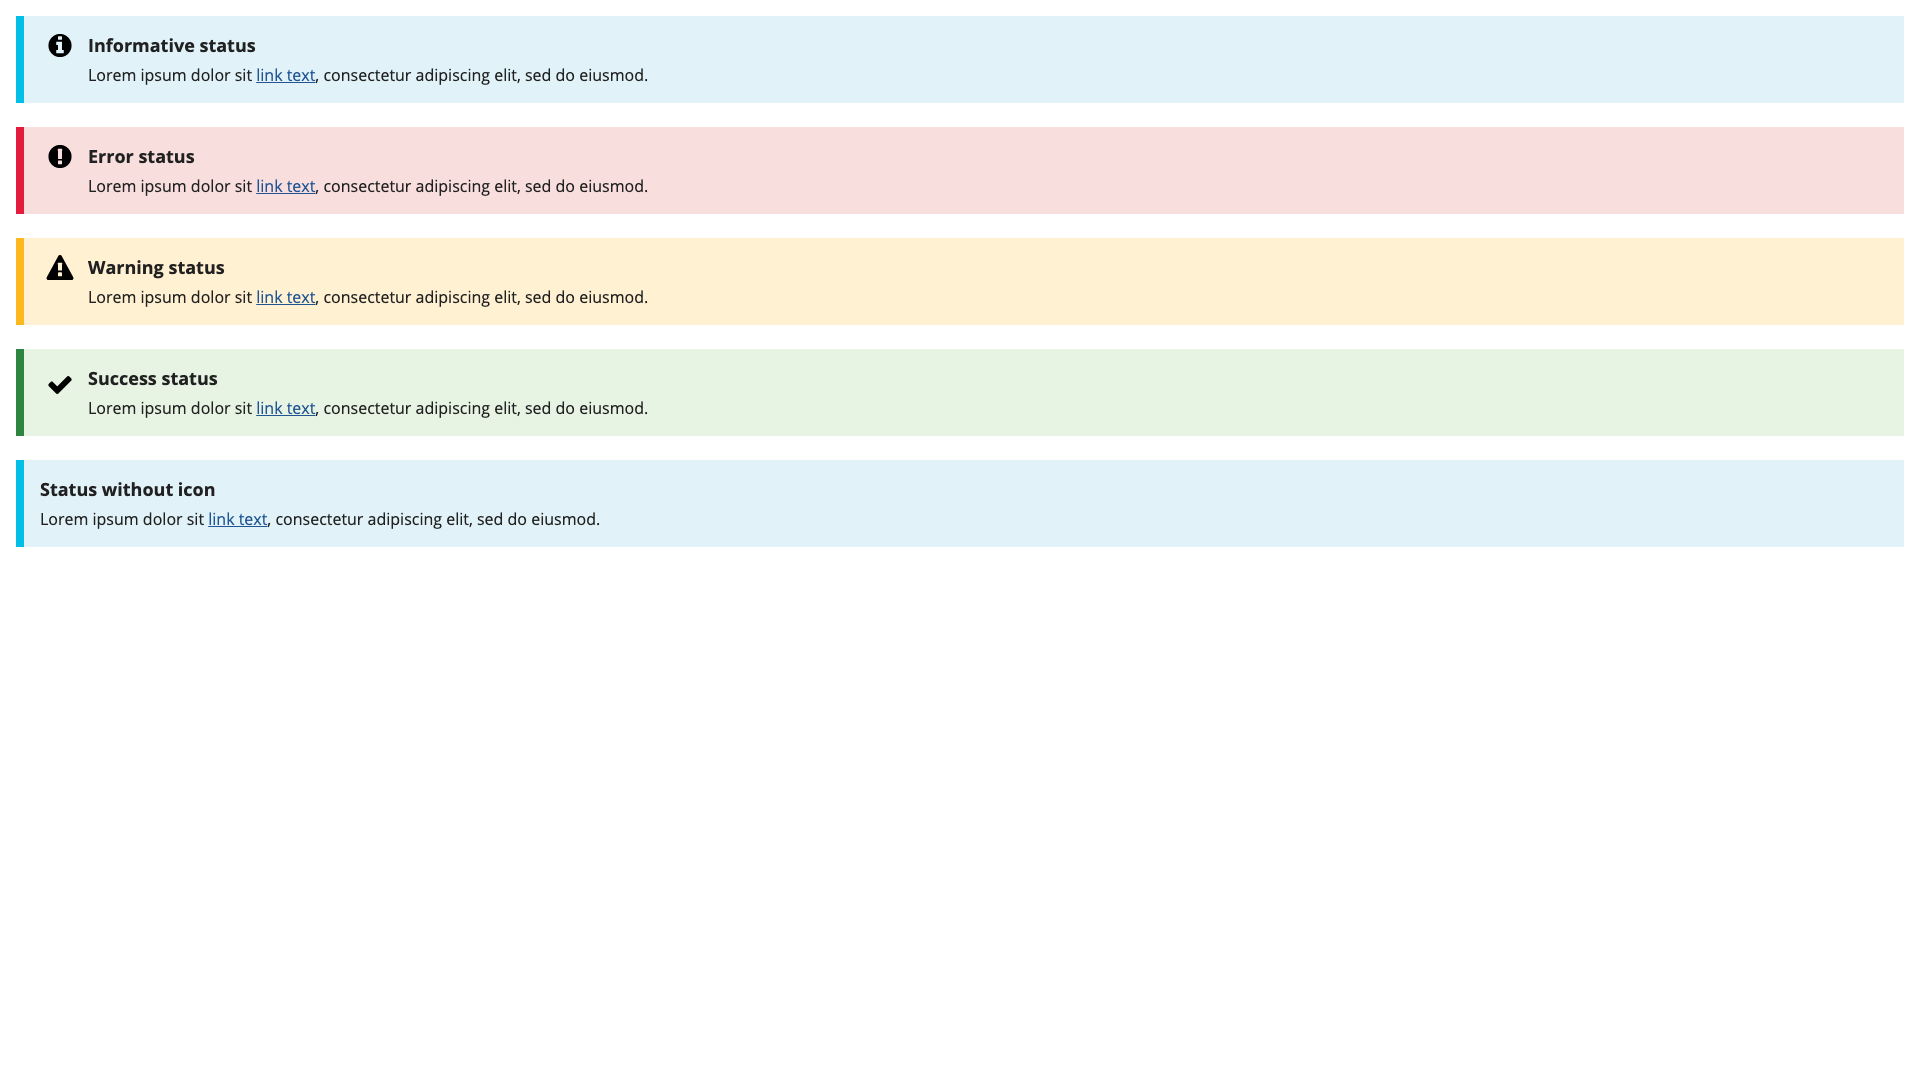 Informative status
Lorem ipsum dolor sit link text, consectetur adipiscing elit, sed do eiusmod.
Error status
Lorem ipsum dolor sit link text, consectetur adipiscing elit, sed do eiusmod.
Warning status
Lorem ipsum dolor sit link text, consectetur adipiscing elit, sed do eiusmod.
Success status
Lorem ipsum dolor sit link text, consectetur adipiscing elit, sed do eiusmod.
Status without icon
Lorem ipsum dolor sit link text, consectetur adipiscing elit, sed do eiusmod.